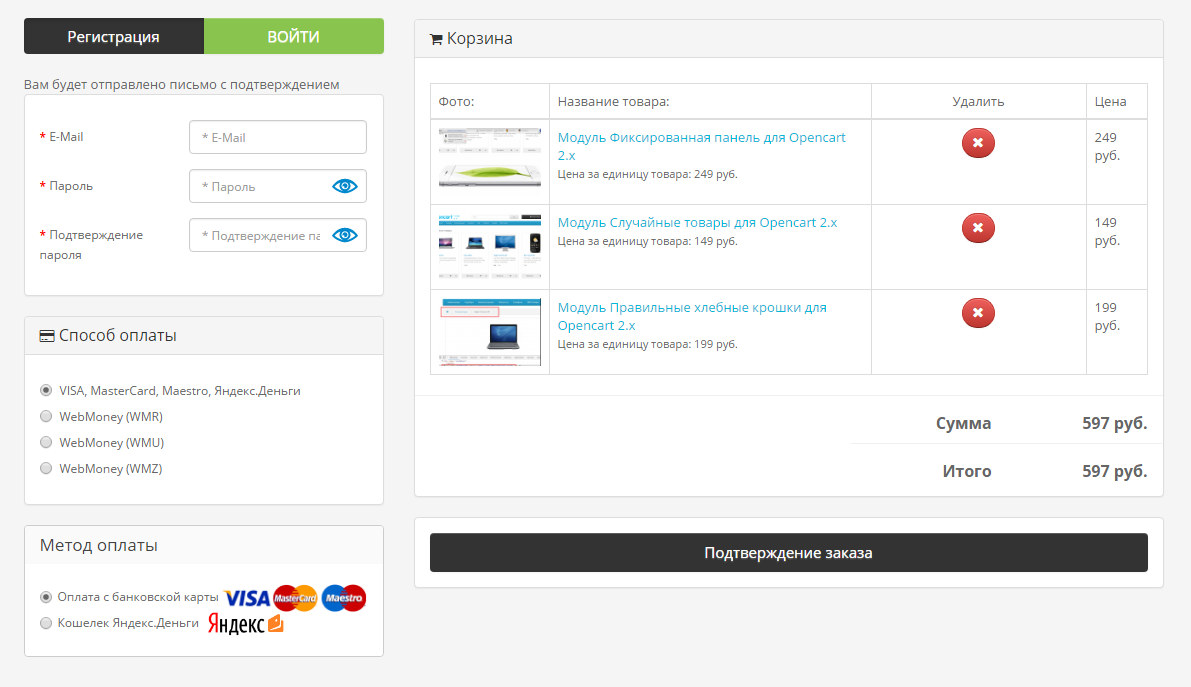 Регистрация
ВОЙТИ
Вам будет отправлено письмо с подтверждением
* E-Mail
* E-Mail
* Пароль
* Пароль
* Подтверждение
пароля
* Подтверждение па
Способ оплаты
VISA, MasterCard, Maestro, Яндекс.Деньги
WebMoney (WMR)
WebMoney (WMU)
WebMoney (WMZ)
Метод оплаты
Оплата с банковской карты VISA MasterCard Maestro
Кошелек Яндекс.Деньги Яндекс
Корзина
Фото: Название товара: Удалить Цена
Модуль Фиксированная панель для Opencart
2.x
Цена за единицу товара: 249 руб.
249
руб.
Модуль Случайные товары для Opencart 2.x
Цена за единицу товара: 149 руб.
149
руб.
Модуль Правильные хлебные крошки для
Opencart 2.x
Цена за единицу товара: 199 руб.
199
руб.
Сумма 597 руб.
Итого 597 руб.
Подтверждение заказа